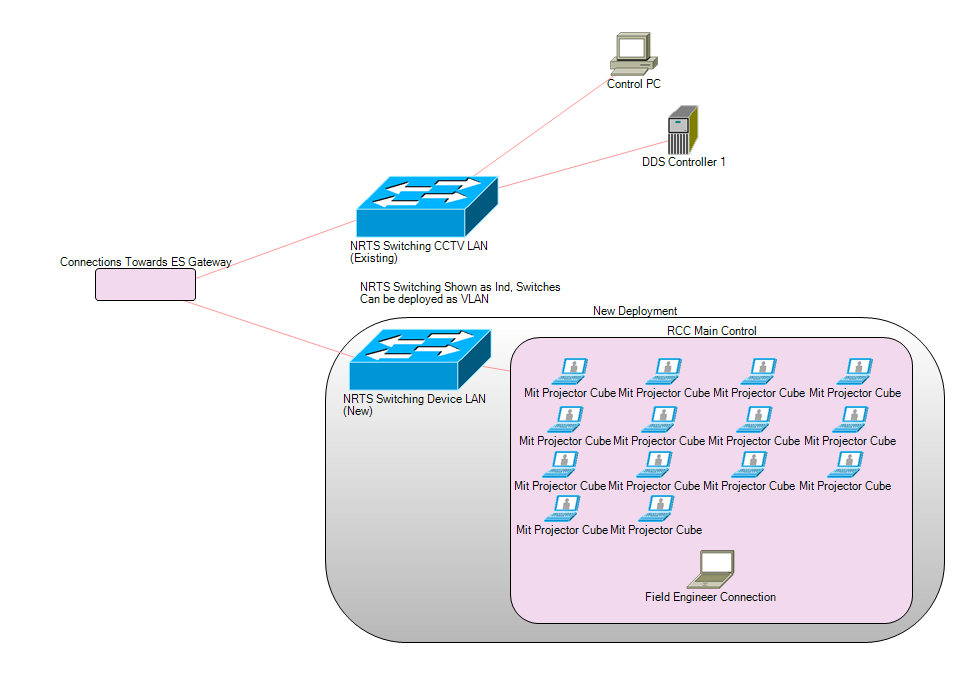 Control PC
DDS Controller 1
NRTS Switching CCTV LAN
(Existing)
Connections Towards ES Gateway
NRTS Switching Shown as Ind, Switches
Can be deployed as VLAN
New Deployment
RCC Main Control
Mit Projector Cube Mit Projector Cube Mit Projector Cube Mit Projector Cube
NRTS Switching Device LAN
(New)
Mit Projector Cube Mit Projector Cube Mit Projector Cube Mit Projector Cube
Mit Projector Cube Mit Projector Cube Mit Projector Cube Mit Projector Cube
Mit Projector Cube Mit Projector Cube
Field Engineer Connection